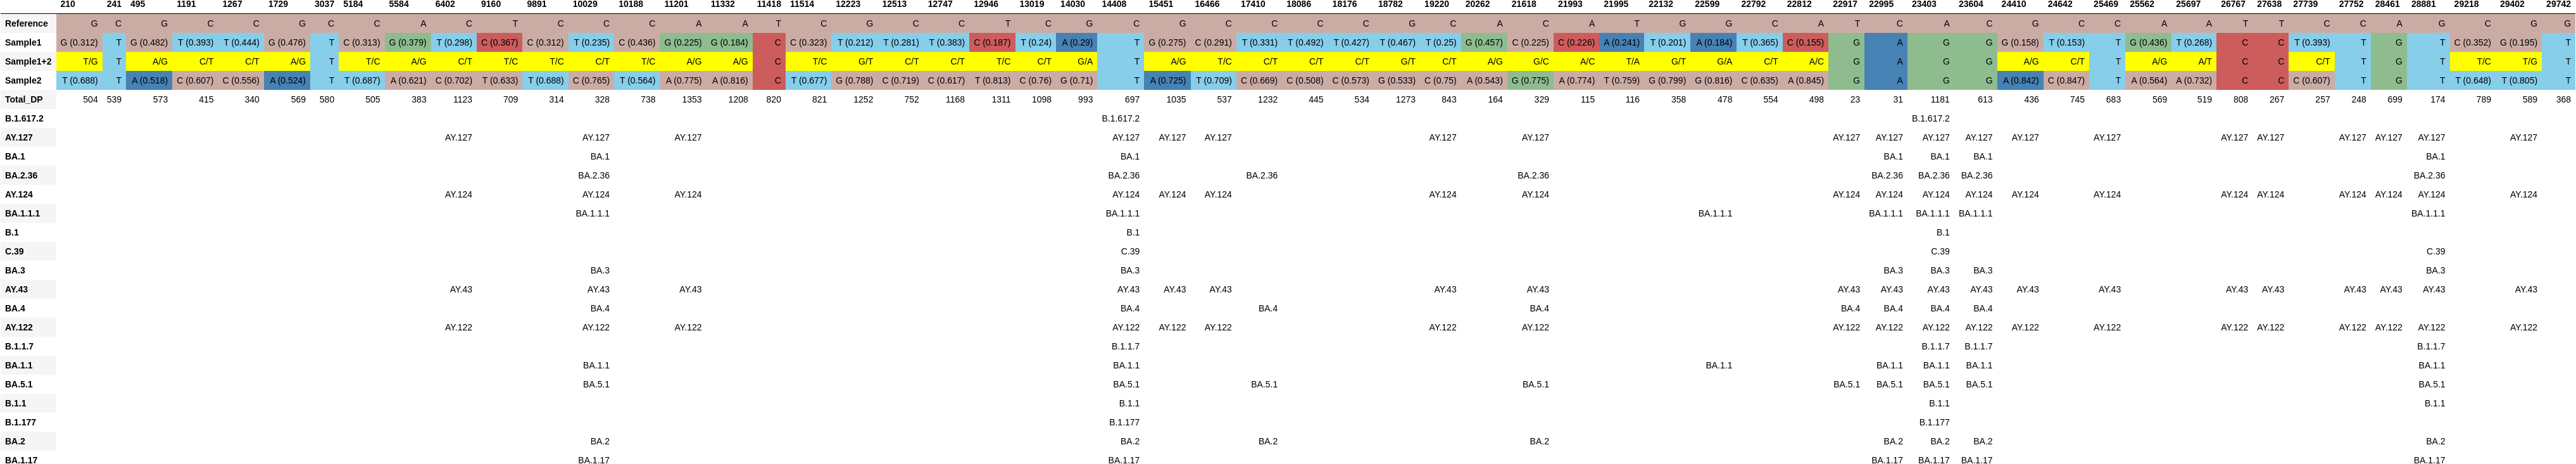 210 241 495 1191 1267 1729 3037 5184 5584 6402 9160 9891 10029 10188 11201 11332 11418 11514 12223 12513 12747 12946 13019 14030 14408 15451 16466 17410 18086 18176 18782 19220 20262 21618 21993 21995 22132 22599 22792 22812 22917 22995 23403 23604 24410 24642 25469 25562 25697 26767 27638 27739 27752 28461 28881 29218 29402 29742
Reference G C G C C G C C A C T C C C A A T C G C C T C G C G C C C C G C A C A T G G C A T C A C G C C A A T T C C A G C G G
Sample1 G (0.312) T G (0.482) T (0.393) T (0.444) G (0.476) T C (0.313) G (0.379) T (0.298) C (0.367) C (0.312) T (0.235) C (0.436) G (0.225) G (0.184) C C (0.323) T (0.212) T (0.281) T (0.383) C (0.187) T (0.24) A (0.29) T G (0.275) C (0.291) T (0.331) T (0.492) T (0.427) T (0.467) T (0.25) G (0.457) C (0.225) C (0.226) A (0.241) T (0.201) A (0.184) T (0.365) C (0.155) G A G G G (0.158) T (0.153) T G (0.436) T (0.268) C C T (0.393) T G T C (0.352) G (0.195) T
Sample1+2 T/G T A/G C/T C/T A/G T T/C A/G C/T T/C C/T C/T T/C A/G A/G C T/C G/T C/T C/T T/C C/T G/A T A/G T/C C/T C/T C/T G/T C/T A/G G/C A/C T/A G/T G/A C/T A/C G A G G A/G C/T T A/G A/T C C C/T T G T T/C T/G T
Sample2 T (0.688) T A (0.518) C (0.607) C (0.556) A (0.524) T T (0.687) A (0.621) C (0.702) T (0.633) T (0.688) C (0.765) T (0.564) A (0.775) A (0.816) C T (0.677) G (0.788) C (0.719) C (0.617) T (0.813) C (0.76) G (0.71) T A (0.725) T (0.709) C (0.669) C (0.508) C (0.573) G (0.533) C (0.75) A (0.543) G (0.775) A (0.774) T (0.759) G (0.799) G (0.816) C (0.635) A (0.845) G A G G A (0.842) C (0.847) T A (0.564) A (0.732) C C C (0.607) T G T T (0.648) T (0.805) T
Total_DP 504 539 573 415 340 569 580 505 383 1123 709 314 328 738 1353 1208 820 821 1252 752 1168 1311 1098 993 697 1035 537 1232 445 534 1273 843 164 329 115 116 358 478 554 498 23 31 1181 613 436 745 683 569 519 808 267 257 248 699 174 789 589 368
B.1.617.2 B.1.617.2 B.1.617.2
AY.127 AY.127 AY.127 AY.127 AY.127 AY.127 AY.127 AY.127 AY.127 AY.127 AY.127 AY.127 AY.127 AY.127 AY.127 AY.127 AY.127 AY.127 AY.127 AY.127 AY.127
BA.1 BA.1 BA.1 BA.1 BA.1 BA.1 BA.1
BA.2.36 BA.2.36 BA.2.36 BA.2.36 BA.2.36 BA.2.36 BA.2.36 BA.2.36 BA.2.36
AY.124 AY.124 AY.124 AY.124 AY.124 AY.124 AY.124 AY.124 AY.124 AY.124 AY.124 AY.124 AY.124 AY.124 AY.124 AY.124 AY.124 AY.124 AY.124 AY.124 AY.124
BA.1.1.1 BA.1.1.1 BA.1.1.1 BA.1.1.1 BA.1.1.1 BA.1.1.1 BA.1.1.1 BA.1.1.1
B.1 B.1 B.1
C.39 C.39 C.39 C.39
BA.3 BA.3 BA.3 BA.3 BA.3 BA.3 BA.3
AY.43 AY.43 AY.43 AY.43 AY.43 AY.43 AY.43 AY.43 AY.43 AY.43 AY.43 AY.43 AY.43 AY.43 AY.43 AY.43 AY.43 AY.43 AY.43 AY.43 AY.43
BA.4 BA.4 BA.4 BA.4 BA.4 BA.4 BA.4 BA.4 BA.4 BA.4
AY.122 AY.122 AY.122 AY.122 AY.122 AY.122 AY.122 AY.122 AY.122 AY.122 AY.122 AY.122 AY.122 AY.122 AY.122 AY.122 AY.122 AY.122 AY.122 AY.122 AY.122
B.1.1.7 B.1.1.7 B.1.1.7 B.1.1.7 B.1.1.7
BA.1.1 BA.1.1 BA.1.1 BA.1.1 BA.1.1 BA.1.1 BA.1.1 BA.1.1
BA.5.1 BA.5.1 BA.5.1 BA.5.1 BA.5.1 BA.5.1 BA.5.1 BA.5.1 BA.5.1 BA.5.1
B.1.1 B.1.1 B.1.1 B.1.1
B.1.177 B.1.177 B.1.177
BA.2 BA.2 BA.2 BA.2 BA.2 BA.2 BA.2 BA.2 BA.2
BA.1.17 BA.1.17 BA.1.17 BA.1.17 BA.1.17 BA.1.17 BA.1.17